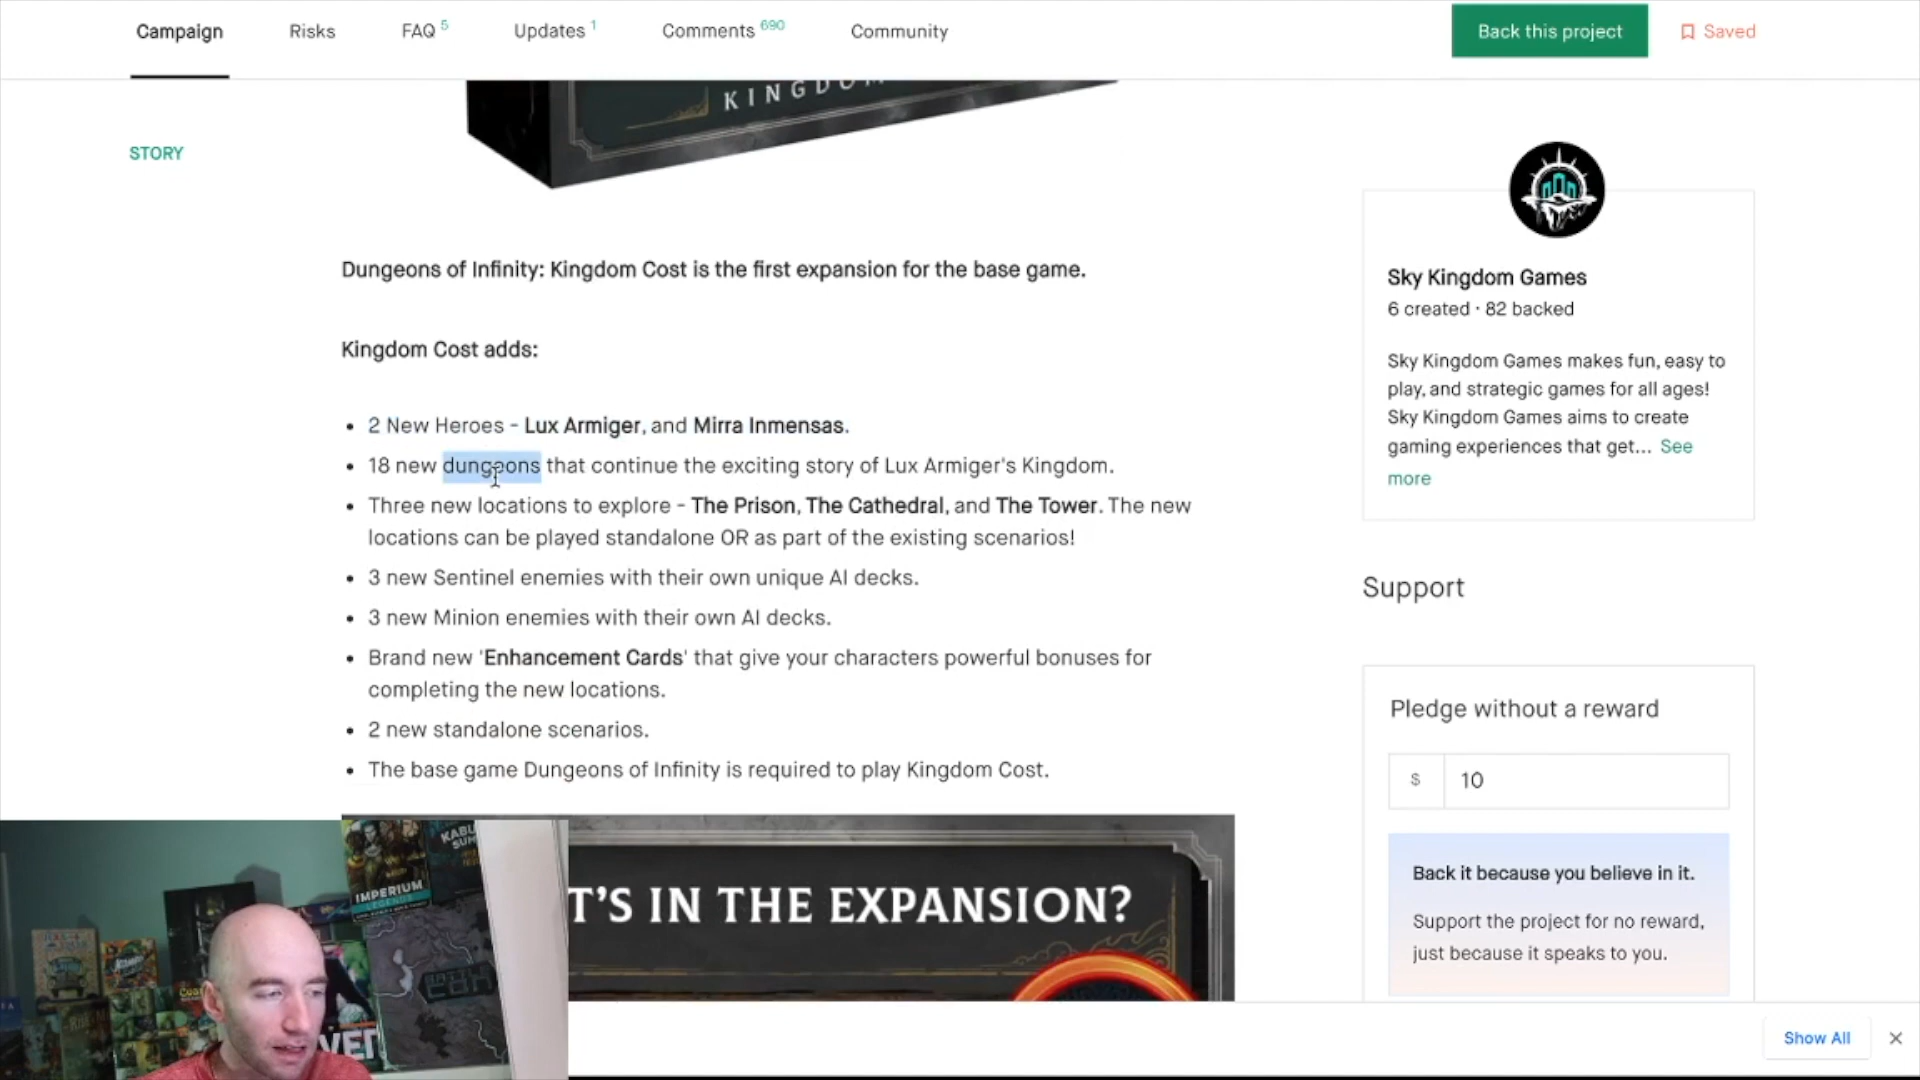 Campaign
Risks
FAQ 5
Updates 1
Comments 690
Community
Back this project
Saved
KINGDOM
STORY
Dungeons of Infinity: Kingdom Cost is the first expansion for the base game.
Kingdom Cost adds:
• 2 New Heroes - Lux Armiger, and Mirra Inmensas.
• 18 new dungeons that continue the exciting story of Lux Armiger's Kingdom.
• Three new locations to explore - The Prison, The Cathedral, and The Tower. The new
locations can be played standalone OR as part of the existing scenarios!
• 3 new Sentinel enemies with their own unique AI decks.
• 3 new Minion enemies with their own AI decks.
• Brand new 'Enhancement Cards' that give your characters powerful bonuses for
completing the new locations.
• 2 new standalone scenarios.
• The base game Dungeons of Infinity is required to play Kingdom Cost.
T'S IN THE EXPANSION?
Sky Kingdom Games
6 created · 82 backed
Sky Kingdom Games makes fun, easy to
play, and strategic games for all ages!
Sky Kingdom Games aims to create
gaming experiences that get... See
more
Support
Pledge without a reward
$ 10
Back it because you believe in it.
Support the project for no reward,
just because it speaks to you.
Show All
IMPERIUM
LEGENDS